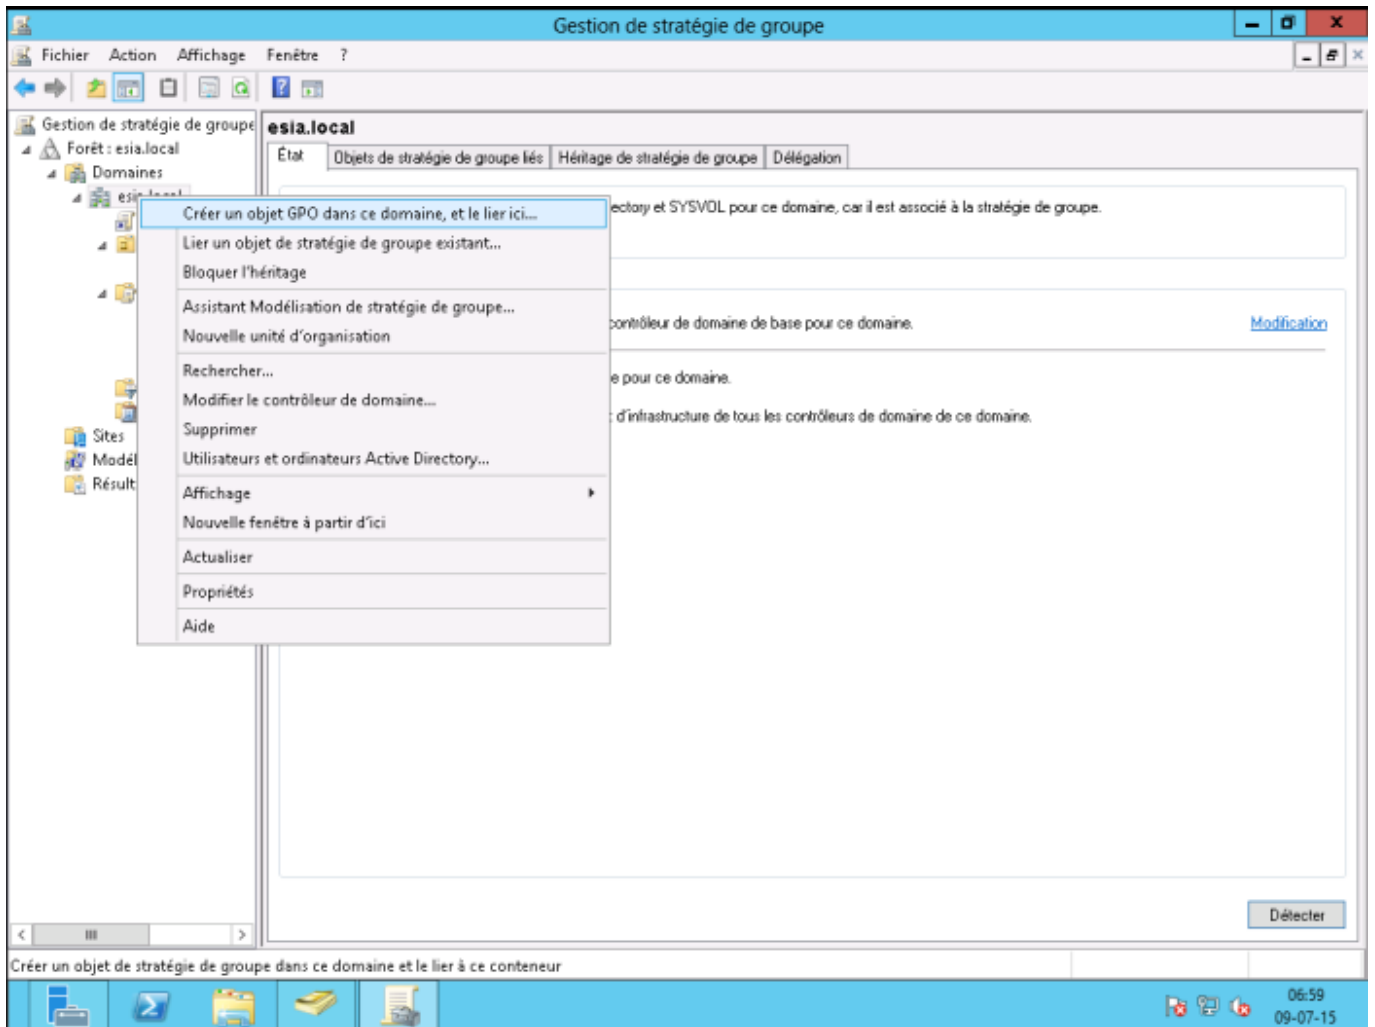 Gestion de stratégie de groupe
Fichier Action Affichage Fenêtre ?
Gestion de stratégie de groupe
Forêt : esia.local
Domaines
esia.local
Sites
Modél
Résult
esia.local
État Objets de stratégie de groupe liés Héritage de stratégie de groupe Délégation
ectory et SYSVOL pour ce domaine, car il est associé à la stratégie de groupe.
contrôleur de domaine de base pour ce domaine. Modification
e pour ce domaine.
d'infrastructure de tous les contrôleurs de domaine de ce domaine.
Créer un objet GPO dans ce domaine, et le lier ici...
Lier un objet de stratégie de groupe existant...
Bloquer l'héritage
Assistant Modélisation de stratégie de groupe...
Nouvelle unité d'organisation
Rechercher...
Modifier le contrôleur de domaine...
Supprimer
Utilisateurs et ordinateurs Active Directory...
Affichage
Nouvelle fenêtre à partir d'ici
Actualiser
Propriétés
Aide
Détecter
Créer un objet de stratégie de groupe dans ce domaine et le lier à ce conteneur
06:59
09-07-15